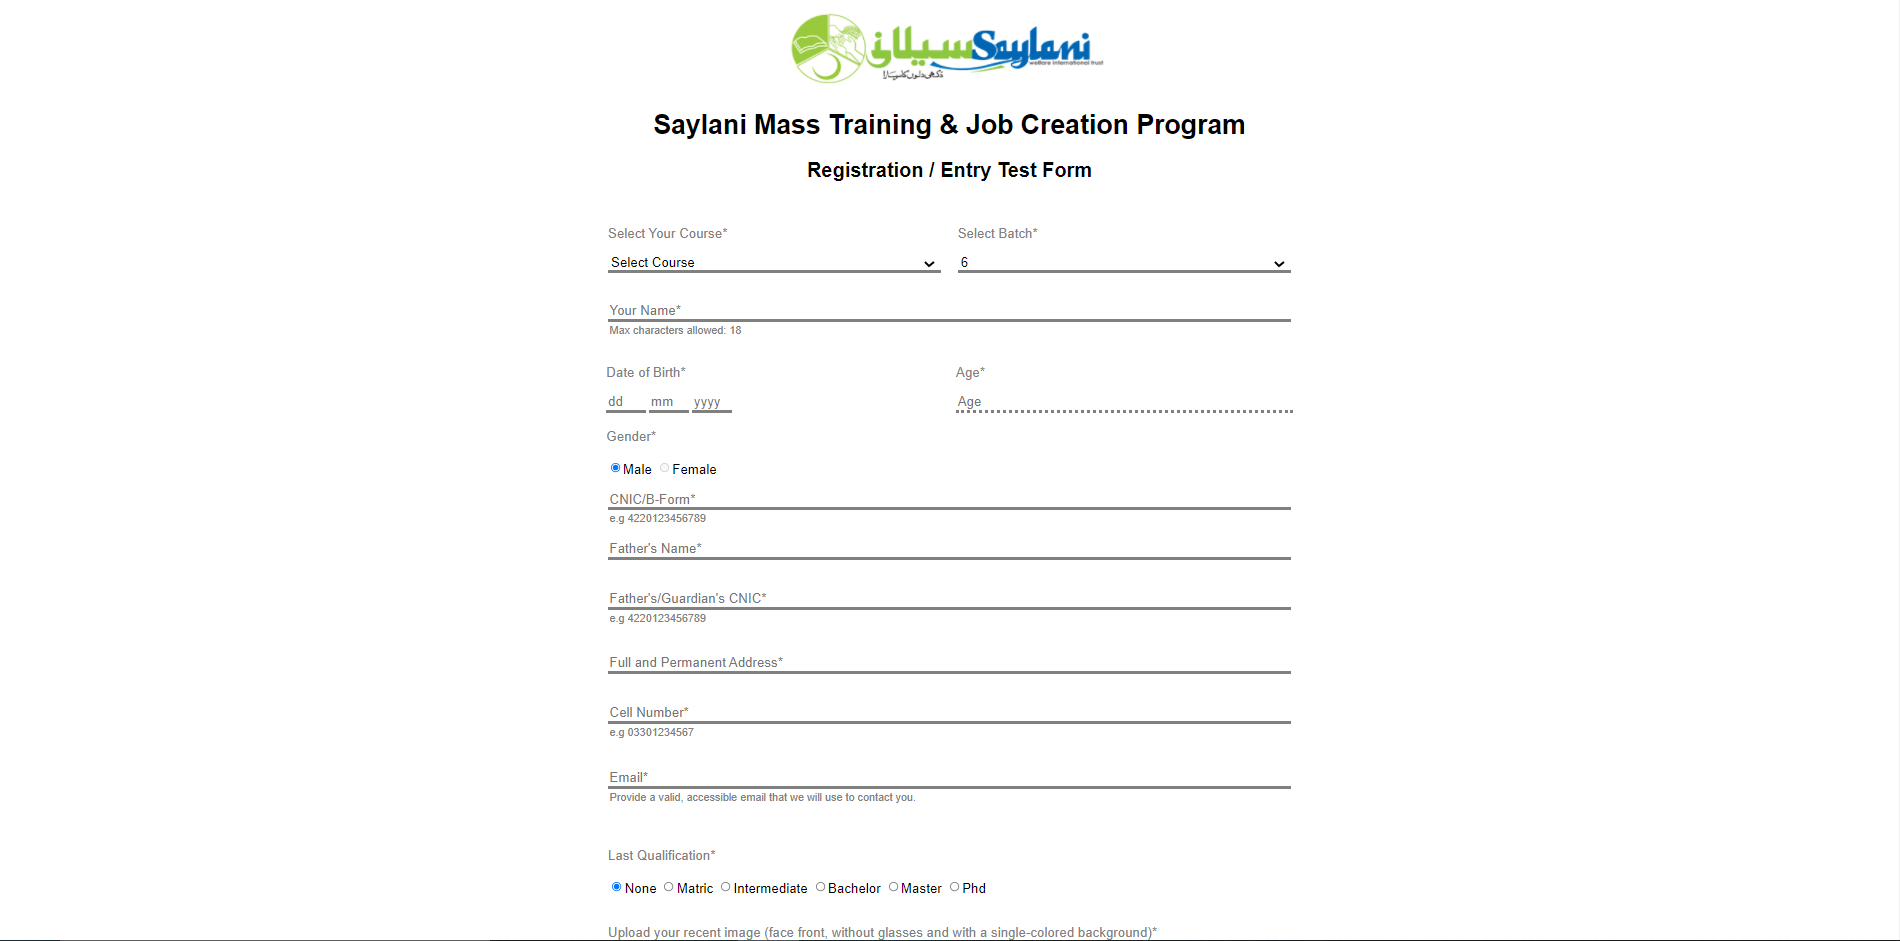 سیلانی Saylani
welfare international trust
دکھی دلوں کا سہارا
Saylani Mass Training & Job Creation Program
Registration / Entry Test Form
Select Your Course* Select Batch*
Select Course 6
Your Name*
Max characters allowed: 18
Date of Birth* Age*
dd mm yyyy Age
Gender*
Male Female
CNIC/B-Form*
e.g 4220123456789
Father's Name*
Father's/Guardian's CNIC*
e.g 4220123456789
Full and Permanent Address*
Cell Number*
e.g 03301234567
Email*
Provide a valid, accessible email that we will use to contact you.
Last Qualification*
None Matric Intermediate Bachelor Master Phd
Upload your recent image (face front, without glasses and with a single-colored background)*